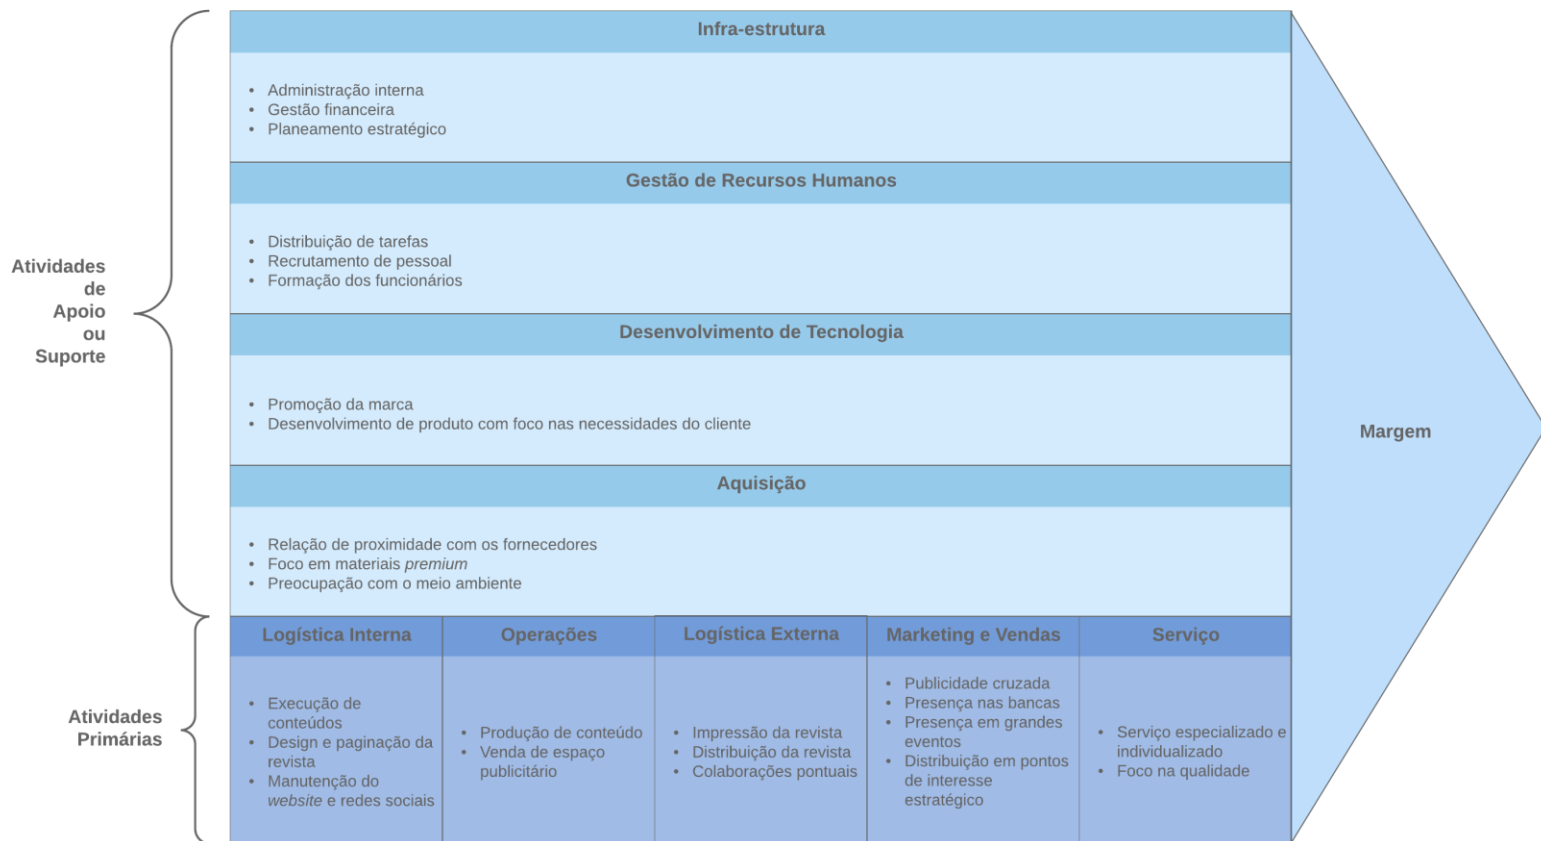 Infra-estrutura
• Administração interna
• Gestão financeira
• Planeamento estratégico
Gestão de Recursos Humanos
• Distribuição de tarefas
• Recrutamento de pessoal
• Formação dos funcionários
Atividades
de
Apoio
ou
Suporte
Desenvolvimento de Tecnologia
• Promoção da marca
• Desenvolvimento de produto com foco nas necessidades do cliente
Margem
Aquisição
• Relação de proximidade com os fornecedores
• Foco em materiais premium
• Preocupação com o meio ambiente
Atividades
Primárias
Logística Interna
• Execução de
conteúdos
• Design e paginação da
revista
• Manutenção do
website e redes sociais
Operações
• Produção de conteúdo
• Venda de espaço
publicitário
Logística Externa
• Impressão da revista
• Distribuição da revista
• Colaborações pontuais
Marketing e Vendas
• Publicidade cruzada
• Presença nas bancas
• Presença em grandes
eventos
• Distribuição em pontos
de interesse
estratégico
Serviço
• Serviço especializado e
individualizado
• Foco na qualidade